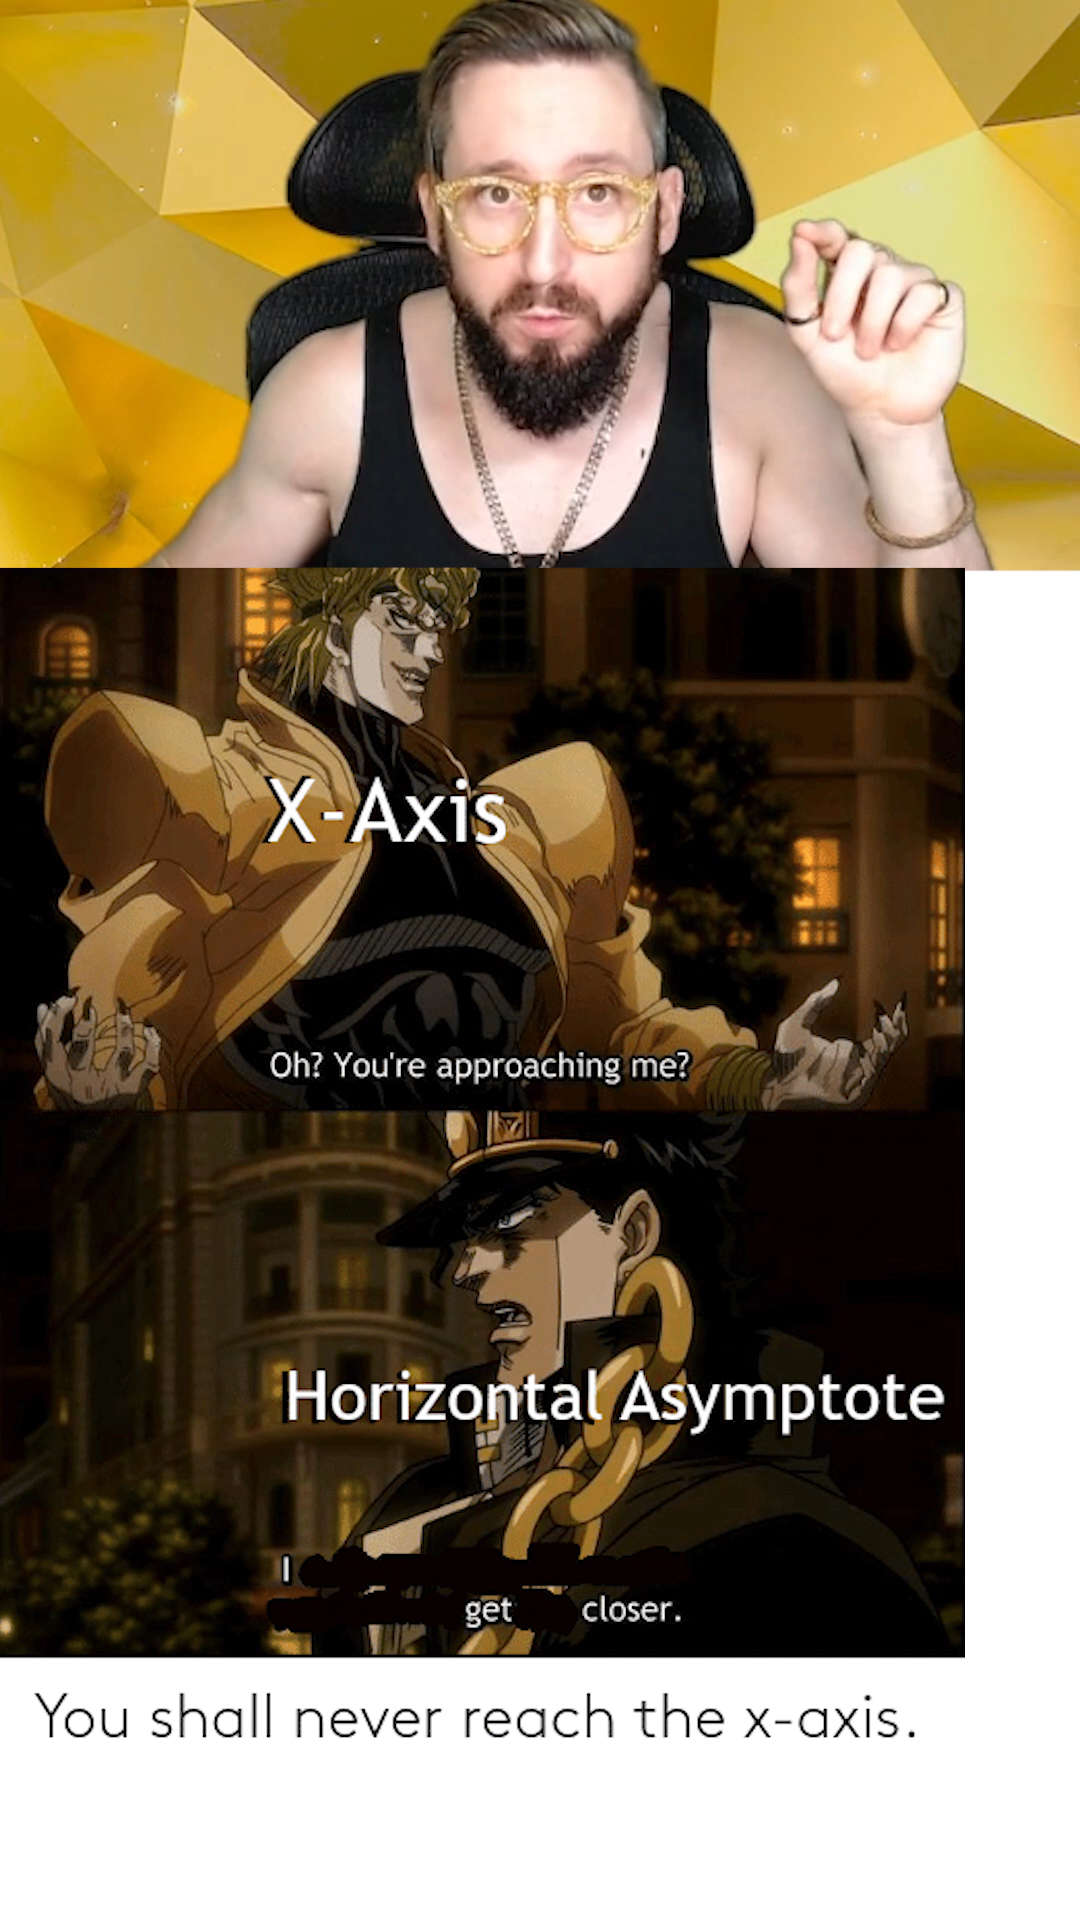 X-Axis
Oh? You're approaching me?
Horizontal Asymptote
I
get closer.
You shall never reach the x-axis.